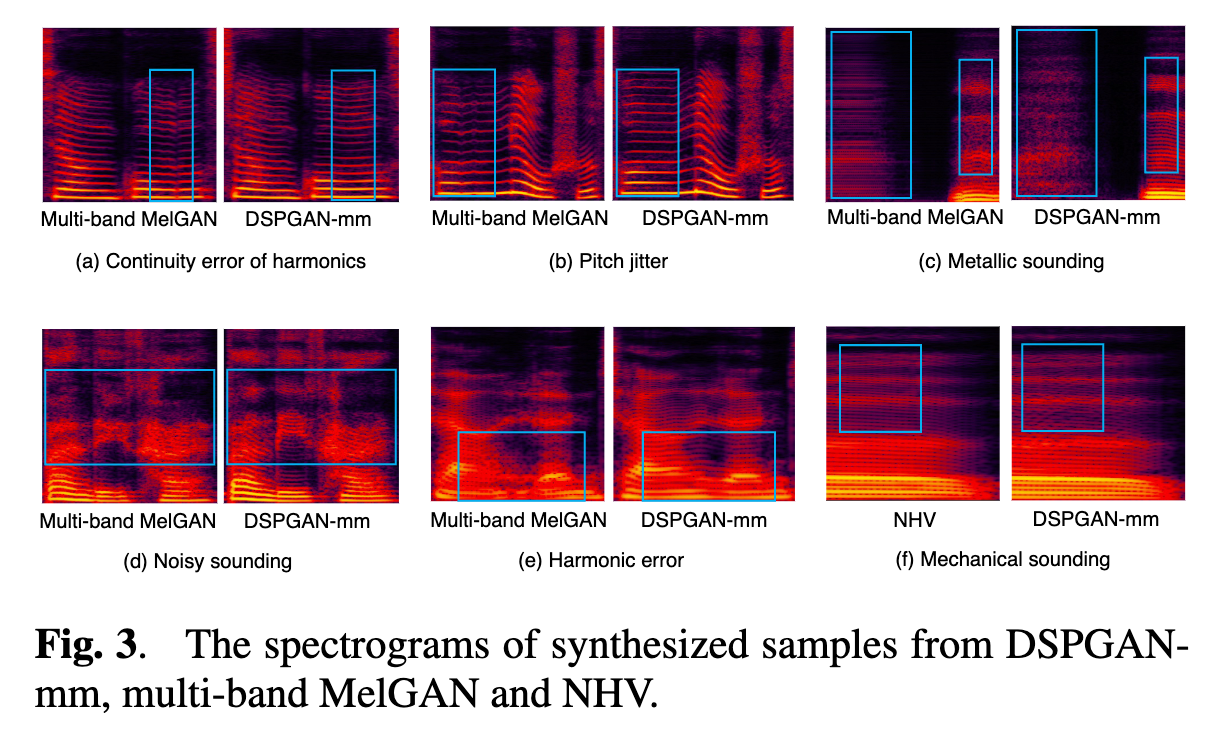 Multi-band MelGAN DSPGAN-mm Multi-band MelGAN DSPGAN-mm Multi-band MelGAN DSPGAN-mm
(a) Continuity error of harmonics (b) Pitch jitter (c) Metallic sounding
Multi-band MelGAN DSPGAN-mm Multi-band MelGAN DSPGAN-mm NHV DSPGAN-mm
(d) Noisy sounding (e) Harmonic error (f) Mechanical sounding
Fig. 3. The spectrograms of synthesized samples from DSPGAN-
mm, multi-band MelGAN and NHV.